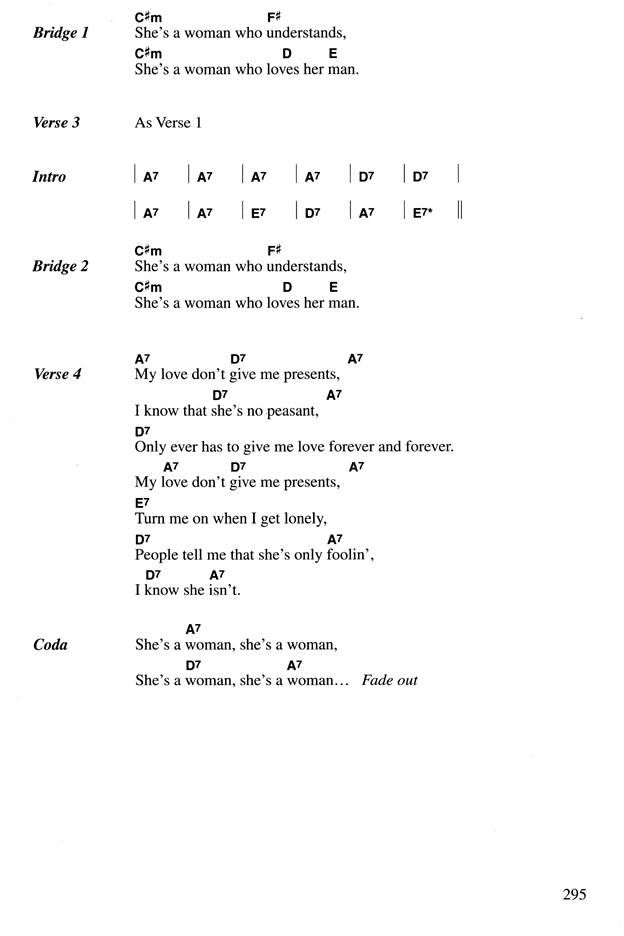 C♯m F♯
Bridge 1 She's a woman who understands,
C♯m D E
She's a woman who loves her man.
Verse 3 As Verse 1
Intro | A7 | A7 | A7 | A7 | D7 | D7 |
| A7 | A7 | E7 | D7 | A7 | E7* ||
C♯m F♯
Bridge 2 She's a woman who understands,
C♯m D E
She's a woman who loves her man.
A7 D7 A7
Verse 4 My love don't give me presents,
D7 A7
I know that she's no peasant,
D7
Only ever has to give me love forever and forever.
A7 D7 A7
My love don't give me presents,
E7
Turn me on when I get lonely,
D7 A7
People tell me that she's only foolin',
D7 A7
I know she isn't.
A7
Coda She's a woman, she's a woman,
D7 A7
She's a woman, she's a woman... Fade out
295